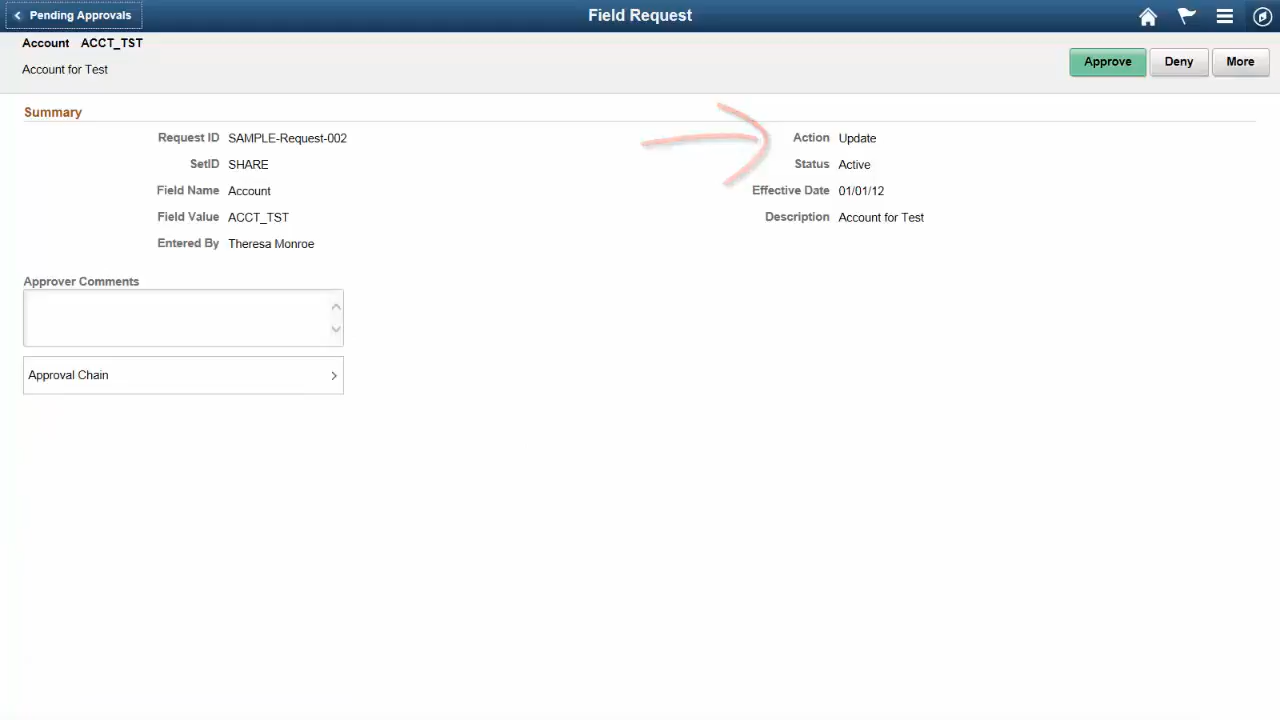 Pending Approvals
Field Request
Account ACCT_TST
Account for Test
Approve Deny More
Summary
Request ID SAMPLE-Request-002
SetID SHARE
Field Name Account
Field Value ACCT_TST
Entered By Theresa Monroe
Action Update
Status Active
Effective Date 01/01/12
Description Account for Test
Approver Comments
Approval Chain